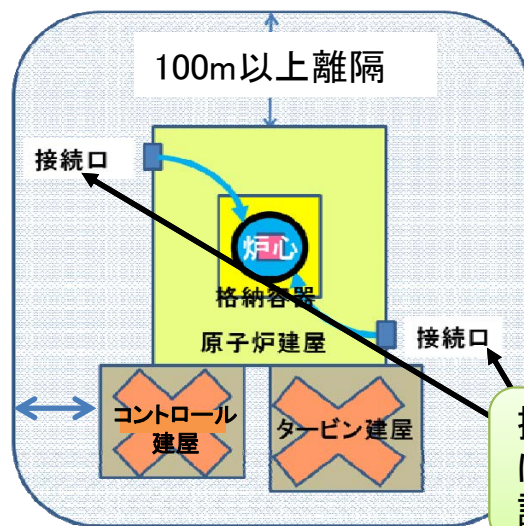 100m以上離隔
接続口
炉心
格納容器
原子炉建屋
接続口
コントロール
建屋
タービン建屋